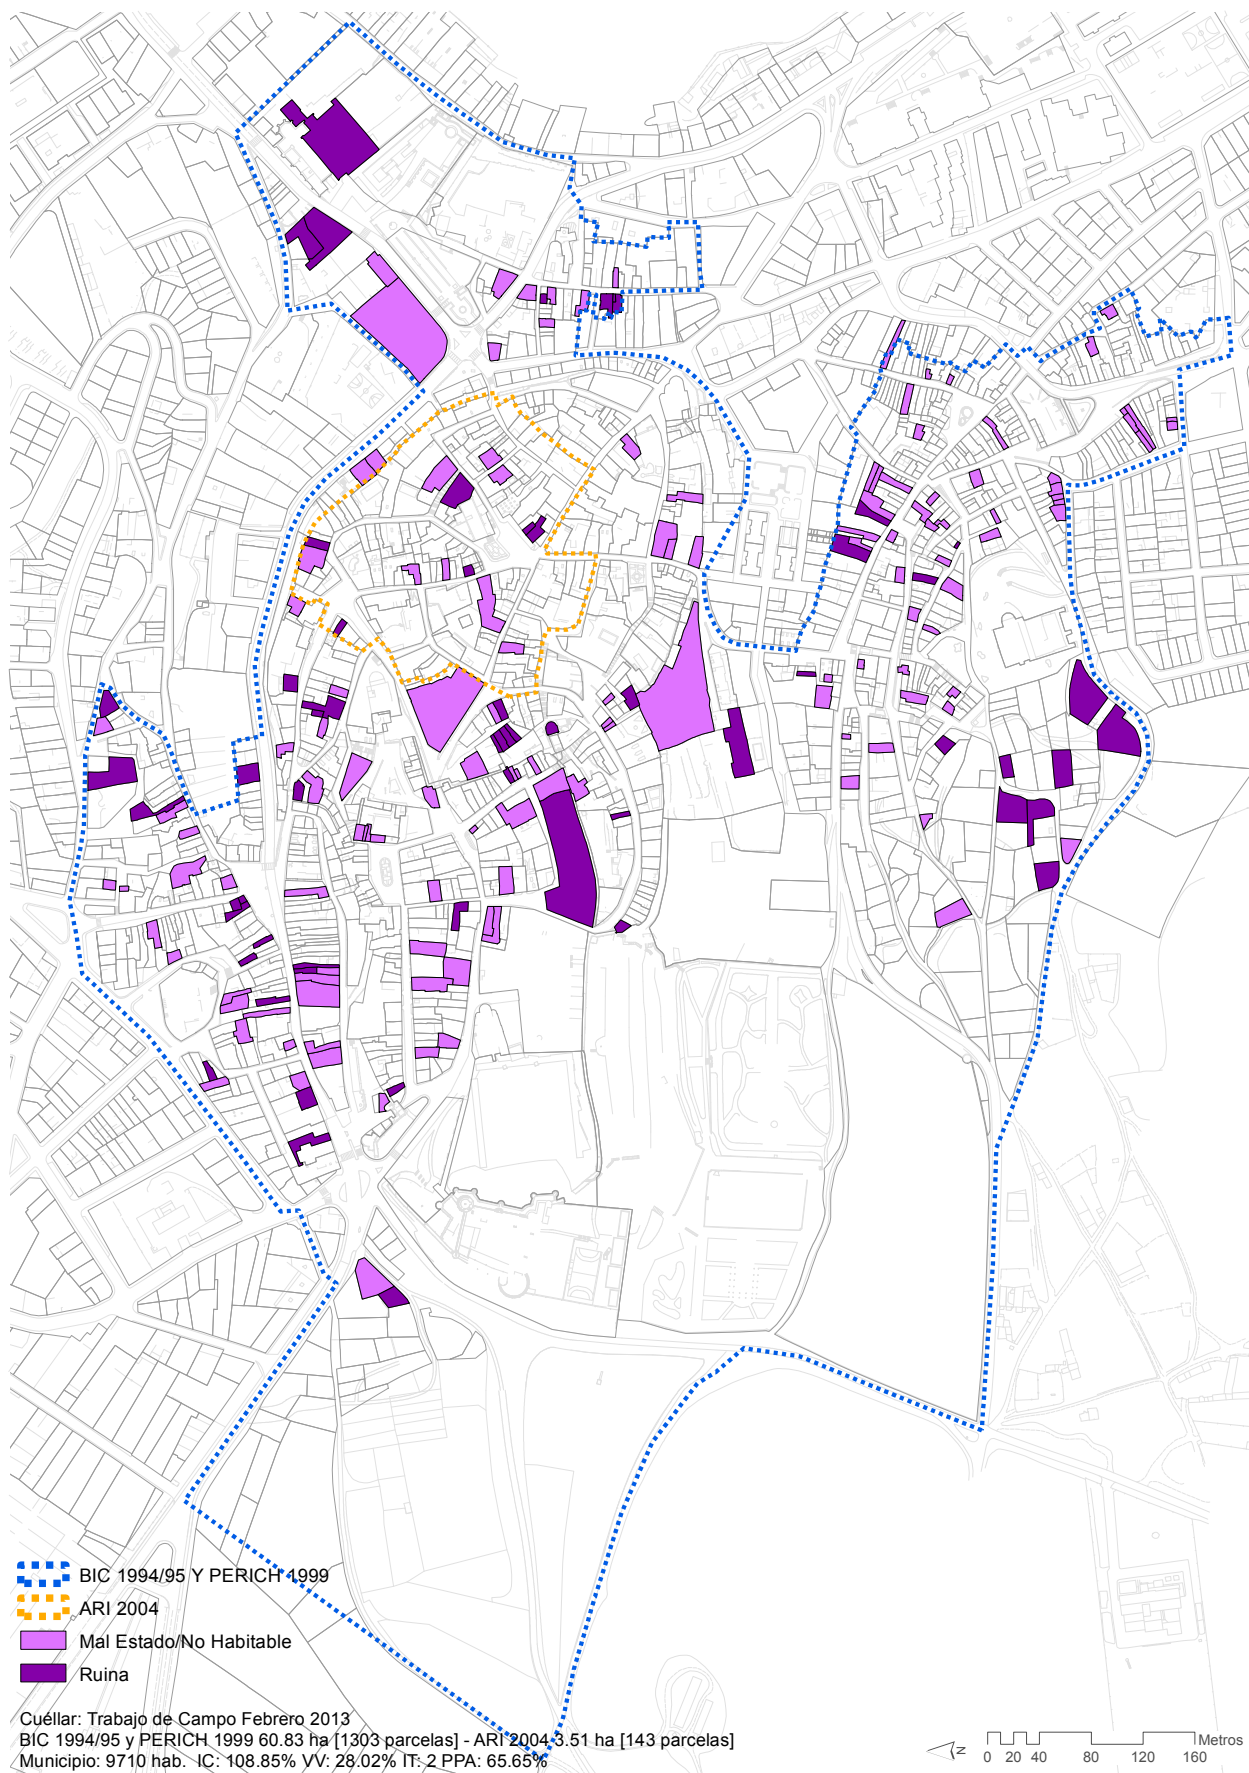 BIC 1994/95 Y PERICH 1999
ARI 2004
Mal Estado/No Habitable
Ruina
Cuéllar: Trabajo de Campo Febrero 2013
BIC 1994/95 y PERICH 1999 60.83 ha [1303 parcelas] - ARI 2004 3.51 ha [143 parcelas]
Municipio: 9710 hab. IC: 108.85% VV: 28.02% IT: 2 PPA: 65.65%
N
Metros
0 20 40 80 120 160